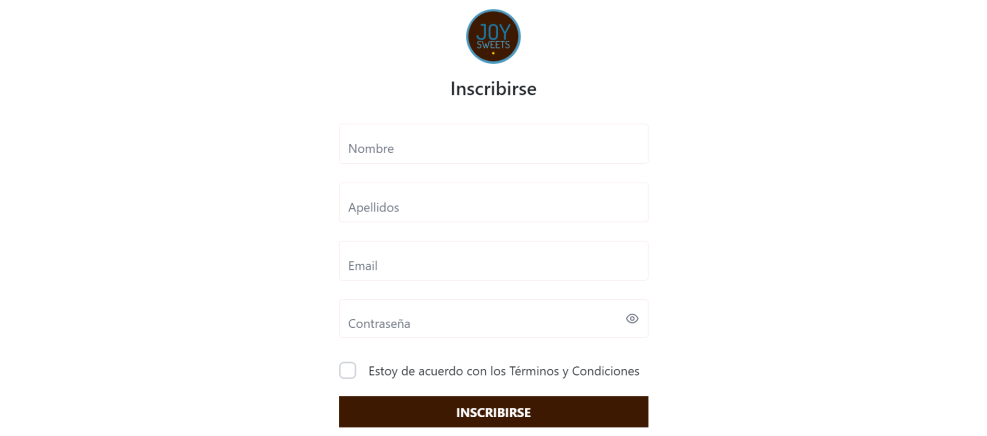 JOY
SWEETS
Inscribirse
Nombre
Apellidos
Email
Contraseña
Estoy de acuerdo con los Términos y Condiciones
INSCRIBIRSE